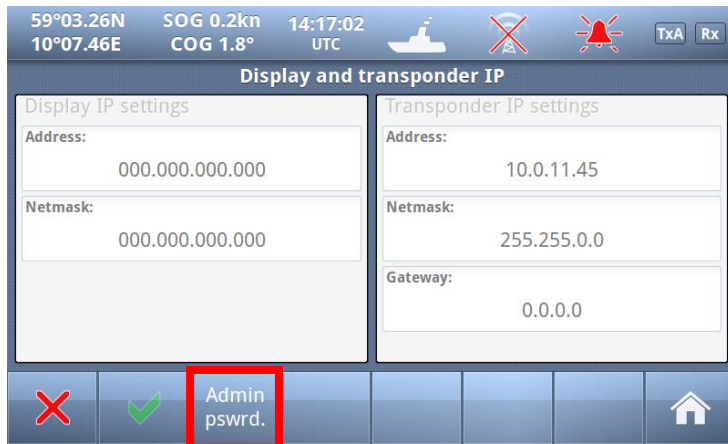 59°03.26N SOG 0.2kn 14:17:02
10°07.46E COG 1.8° UTC TxA Rx
Display and transponder IP
Display IP settings
Address:
000.000.000.000
Netmask:
000.000.000.000
Transponder IP settings
Address:
10.0.11.45
Netmask:
255.255.0.0
Gateway:
0.0.0.0
Admin
pswrd.